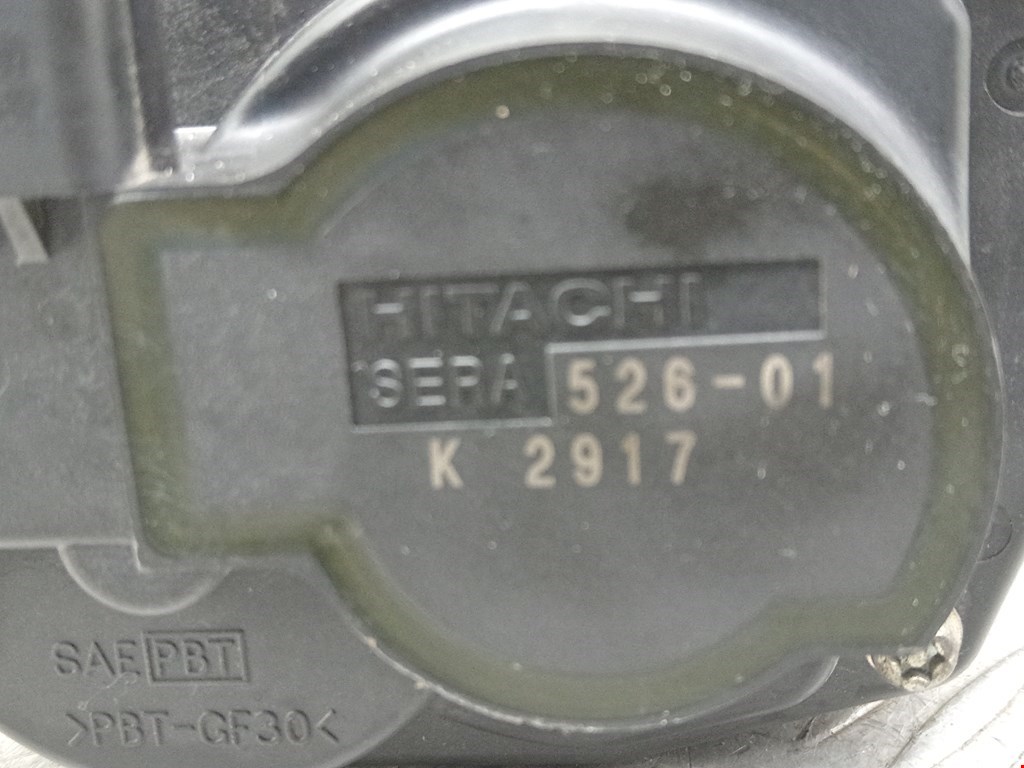 HITACHI
SERA 526-01
K 2917
SAE PBT
>PBT-GF30<